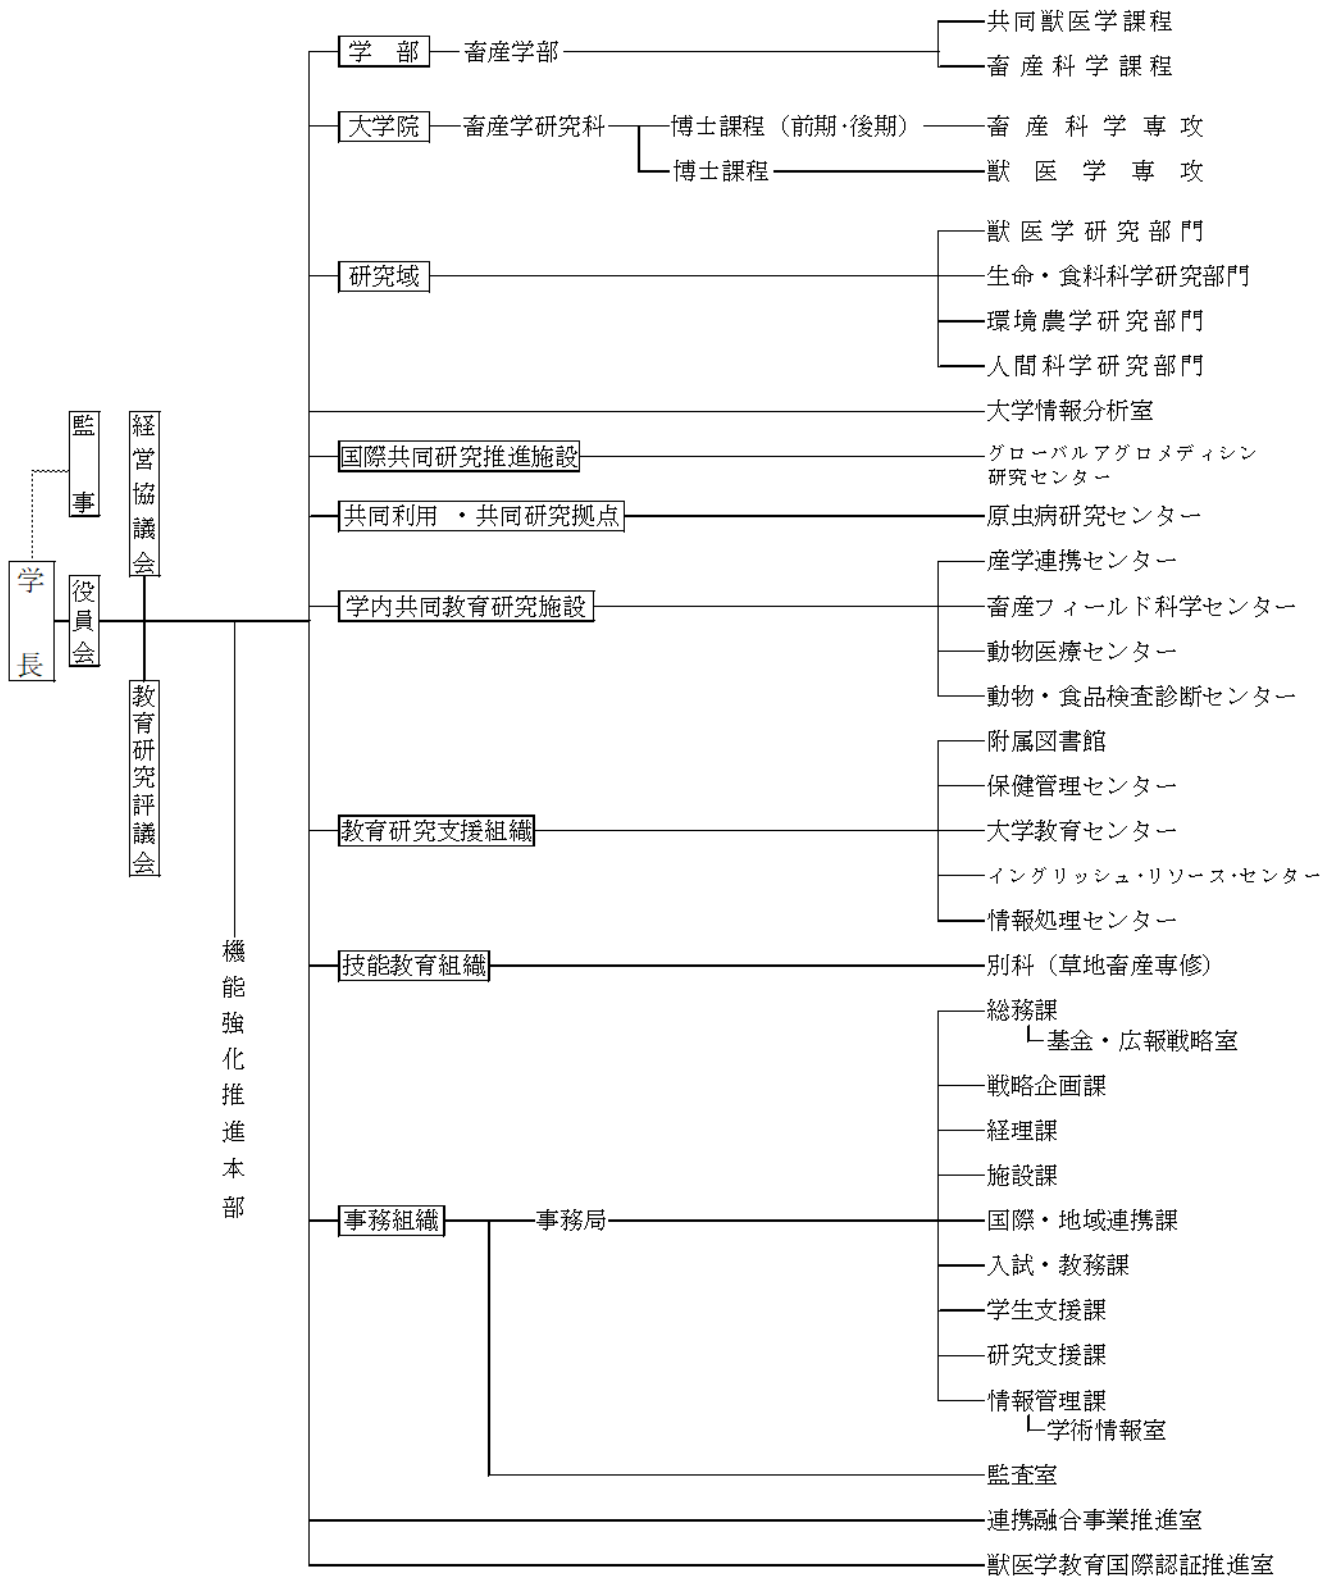 共同獣医学課程
学部
畜産学部
畜産科学課程
大学院
畜産学研究科
博士課程（前期・後期）
畜産科学専攻
博士課程
獣医学専攻
獣医学研究部門
研究域
生命・食料科学研究部門
環境農学研究部門
人間科学研究部門
大学情報分析室
監事
経営協議会
国際共同研究推進施設
グローバルアグロメディシン
研究センター
共同利用・共同研究拠点
原虫病研究センター
産学連携センター
学長
役員会
学内共同教育研究施設
畜産フィールド科学センター
動物医療センター
動物・食品検査診断センター
教育研究評議会
附属図書館
保健管理センター
教育研究支援組織
大学教育センター
イングリッシュ・リソース・センター
情報処理センター
機能強化推進本部
技能教育組織
別科（草地畜産専修）
総務課
基金・広報戦略室
戦略企画課
経理課
施設課
事務組織
事務局
国際・地域連携課
入試・教務課
学生支援課
研究支援課
情報管理課
学術情報室
監査室
連携融合事業推進室
獣医学教育国際認証推進室